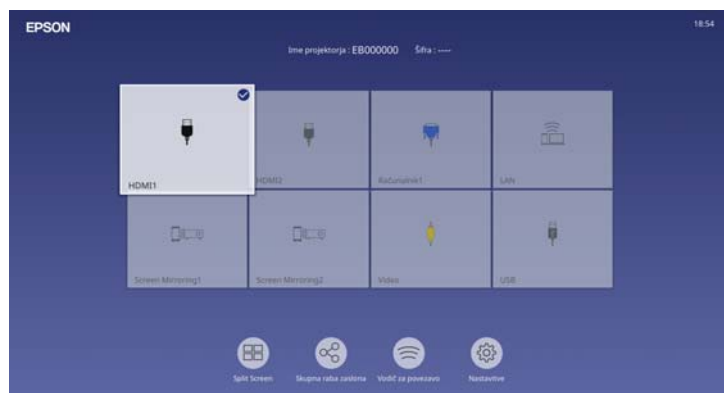 EPSON
18:54
Ime projektorja : EB000000 Šifra : ----
HDMI1
HDMI2
Računalnik1
LAN
Screen Mirroring1
Screen Mirroring2
Video
USB
Split Screen
Skupna raba zaslona
Vodič za povezavo
Nastavitve